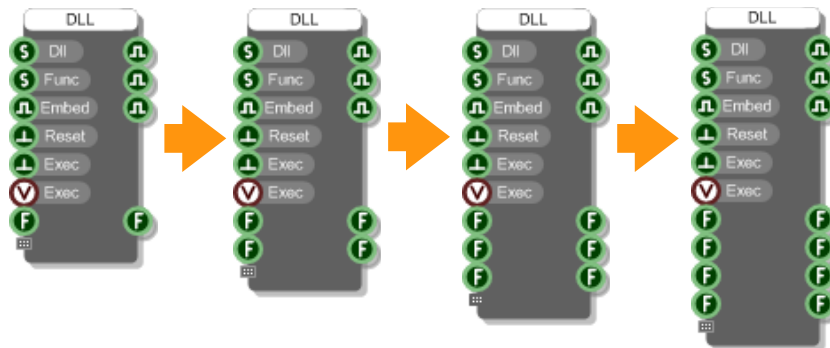 DLL DLL DLL DLL
S Dll S Dll S Dll S Dll
S Func S Func S Func S Func
Embed Embed Embed Embed
Reset Reset Reset Reset
Exec Exec Exec Exec
V Exec V Exec V Exec V Exec
F F F F F F F F
F F F F F F
F F F F
F F